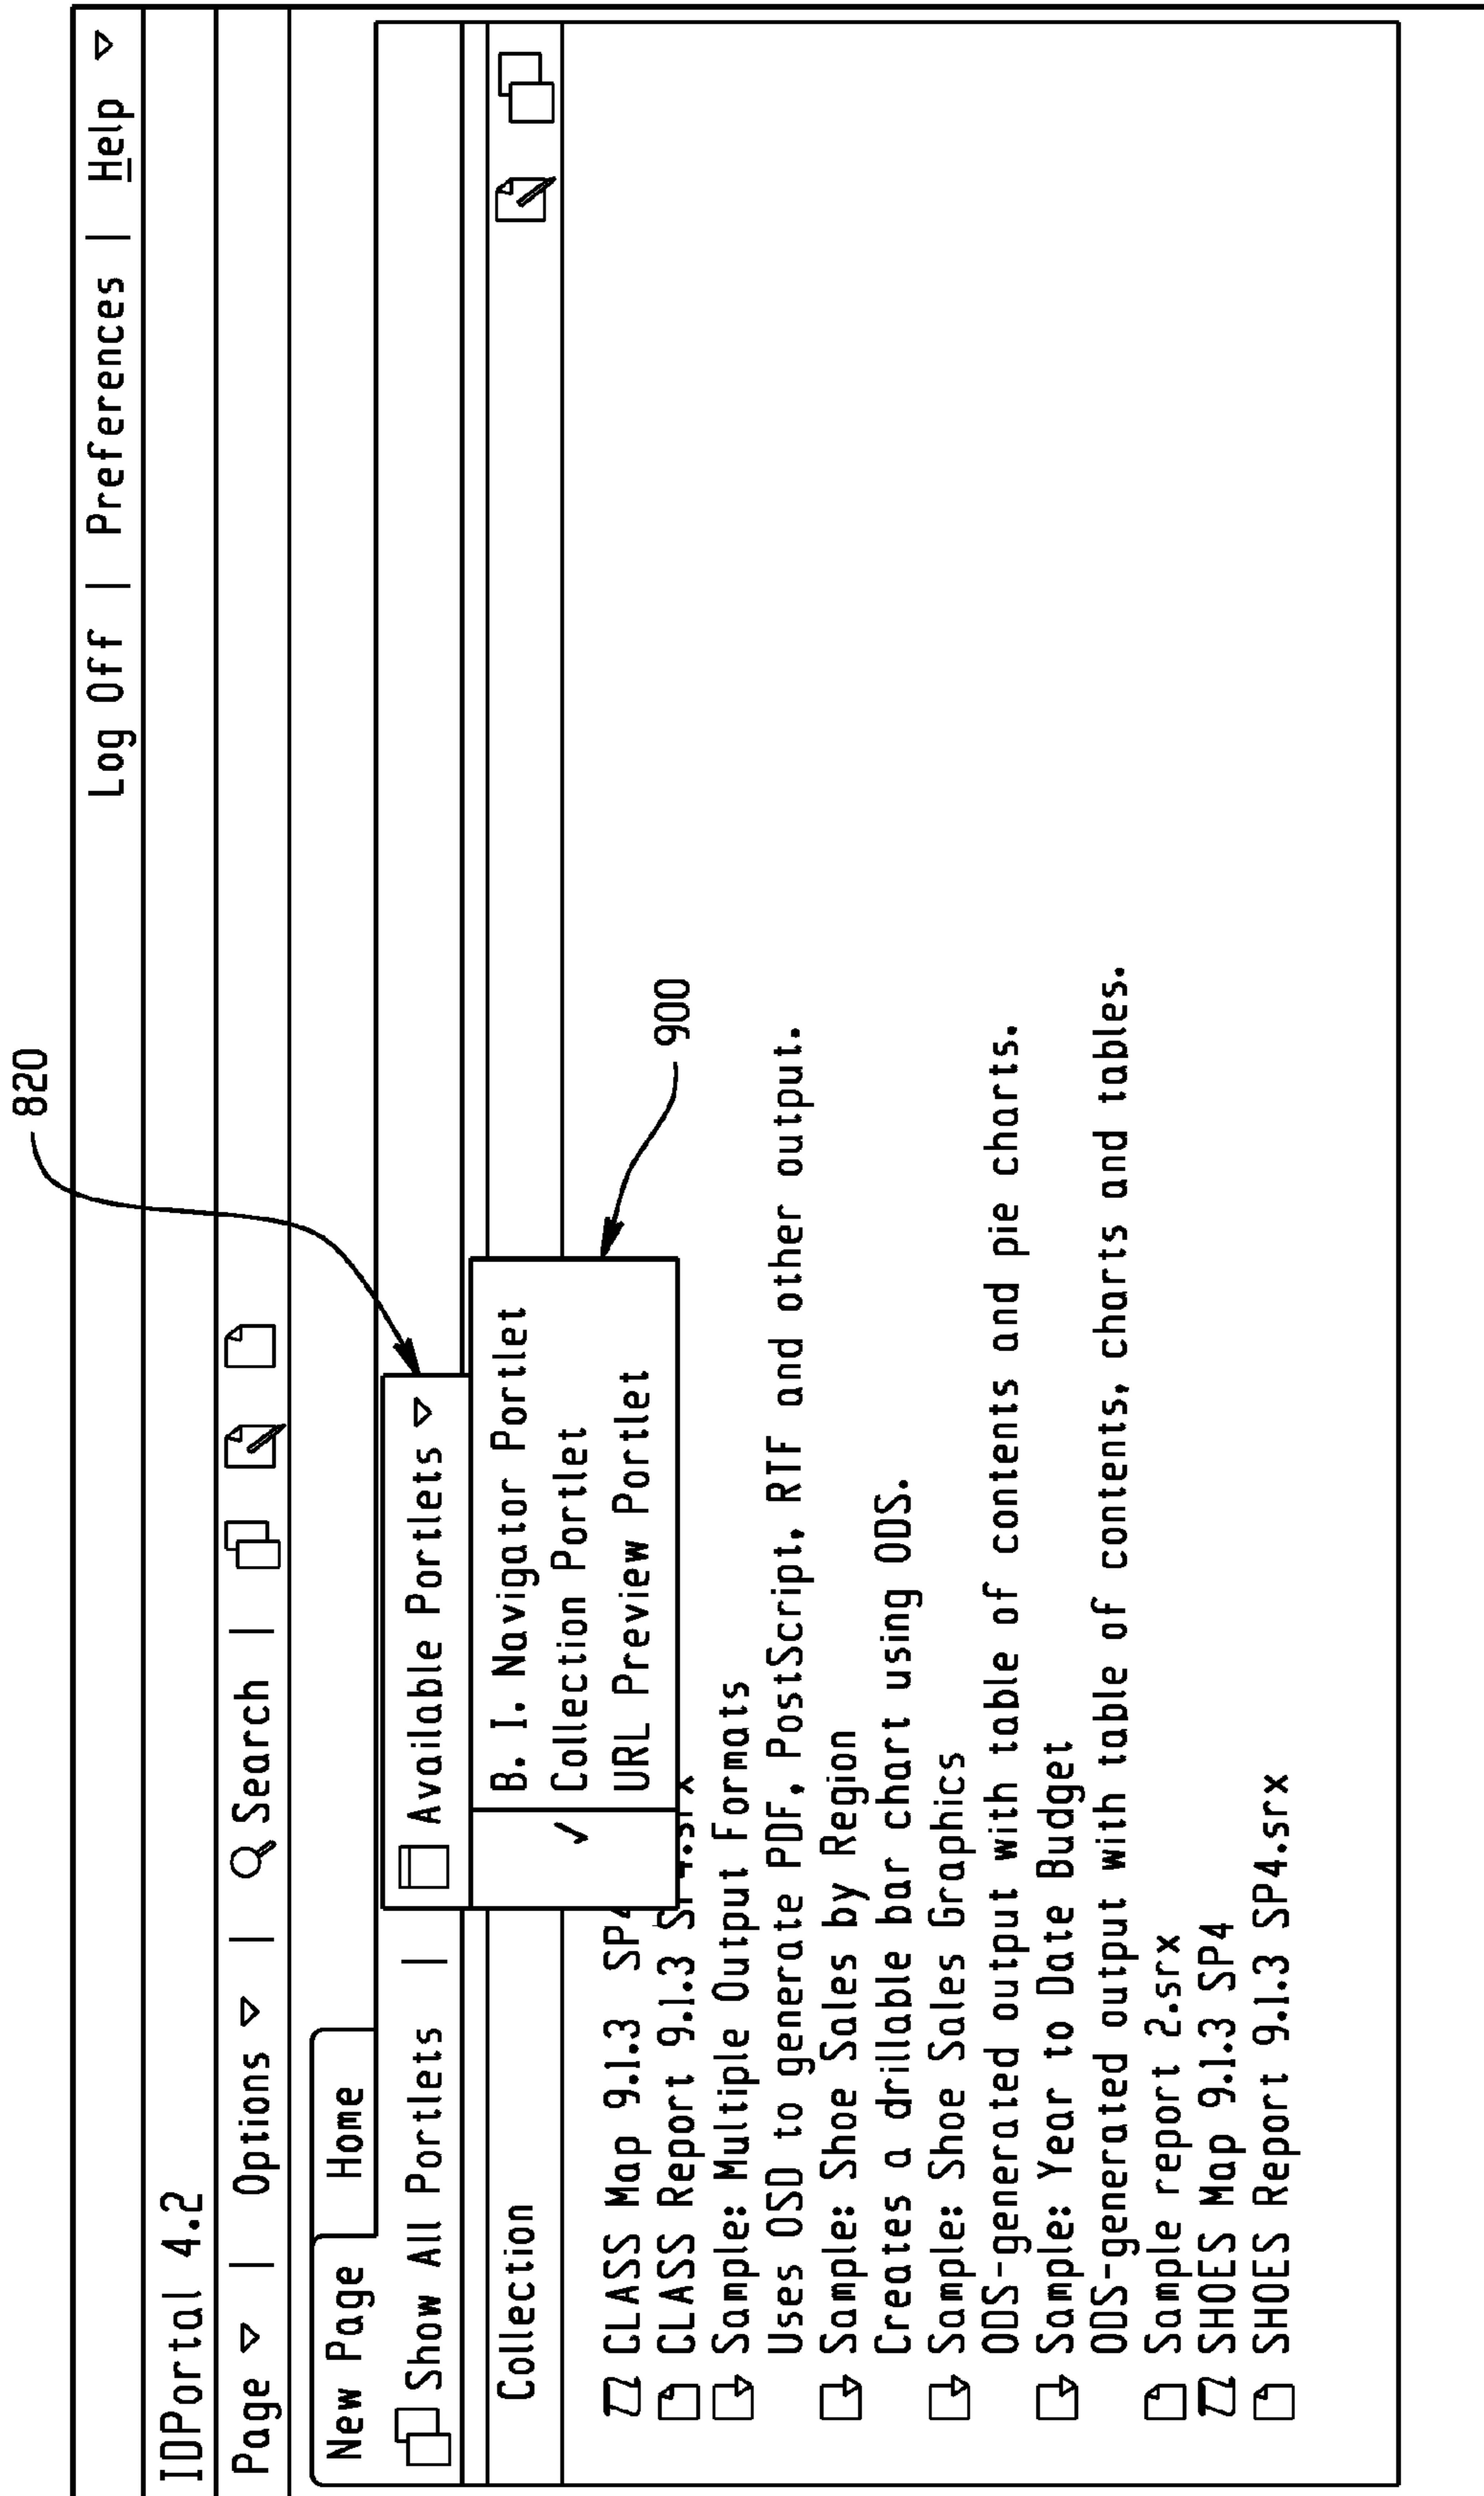 820
Log Off | Preferences | Help
IDPortal 4.2
Page | Options | Search |
New Page Home
Show All Portlets | Available Portlets
B. I. Navigator Portlet
Collection
Collection Portlet
URL Preview Portlet
900
CLASS Map 9.1.3 SP4
CLASS Report 9.1.3 SP4.srx
Sample: Multiple Output Formats
Uses OSD to generate PDF, PostScript, RTF and other output.
Sample: Shoe Sales by Region
Creates a drillable bar chart using ODS.
Sample: Shoe Sales Graphics
ODS-generated output with table of contents and pie charts.
Sample: Year to Date Budget
ODS-generated output with table of contents, charts and tables.
Sample report 2.srx
SHOES Map 9.1.3 SP4
SHOES Report 9.1.3 SP4.srx